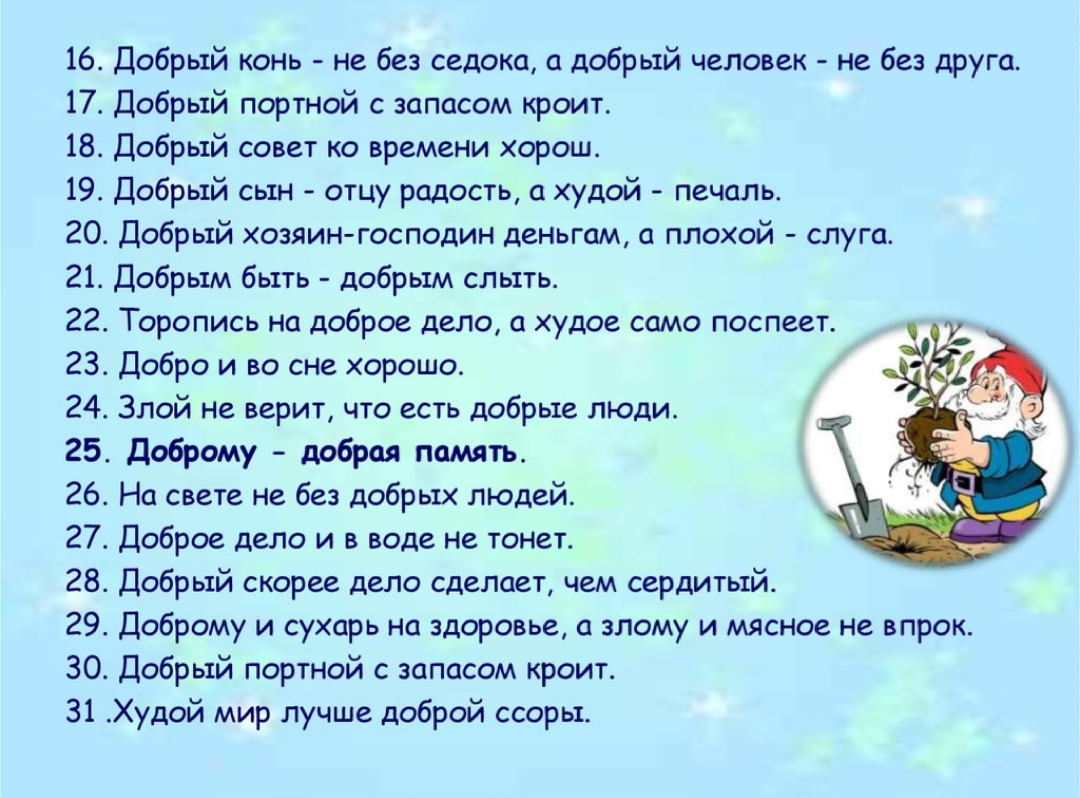 16. Добрый конь - не без седока, а добрый человек - не без друга.
17. Добрый портной с запасом кроит.
18. Добрый совет ко времени хорош.
19. Добрый сын - отцу радость, а худой - печаль.
20. Добрый хозяин-господин деньгам, а плохой - слуга.
21. Добрым быть - добрым слыть.
22. Торопись на доброе дело, а худое само поспеет.
23. Добро и во сне хорошо.
24. Злой не верит, что есть добрые люди.
25. Доброму - добрая память.
26. На свете не без добрых людей.
27. Доброе дело и в воде не тонет.
28. Добрый скорее дело сделает, чем сердитый.
29. Доброму и сухарь на здоровье, а злому и мясное не впрок.
30. Добрый портной с запасом кроит.
31 .Худой мир лучше доброй ссоры.